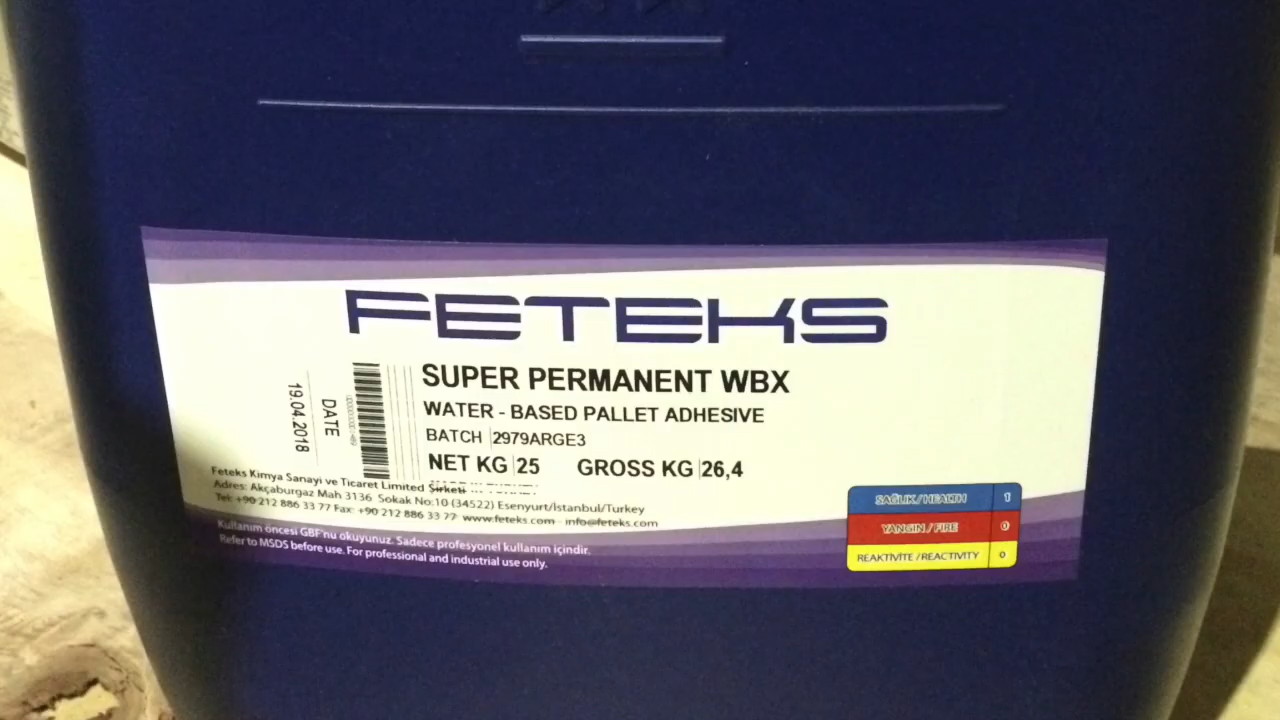 FETEKS
SUPER PERMANENT WBX
WATER - BASED PALLET ADHESIVE
BATCH 2979ARGE3
NET KG 25 GROSS KG 26,4
DATE
19.04.2018
Feteks Kimya Sanayi ve Ticaret Limited Şirketi
Adres: Akçaburgaz Mah 3136 Sokak No:10 (34522) Esenyurt/İstanbul/Turkey
Tel: +90 212 886 33 77 Fax: +90 212 886 33 77 www.feteks.com - info@feteks.com
Kullanım öncesi GBF'nu okuyunuz. Sadece profesyonel kullanım içindir.
Refer to MSDS before use. For professional and industrial use only.
SAĞLIK / HEALTH 1
YANGIN / FIRE 0
REAKTİVİTE / REACTIVITY 0